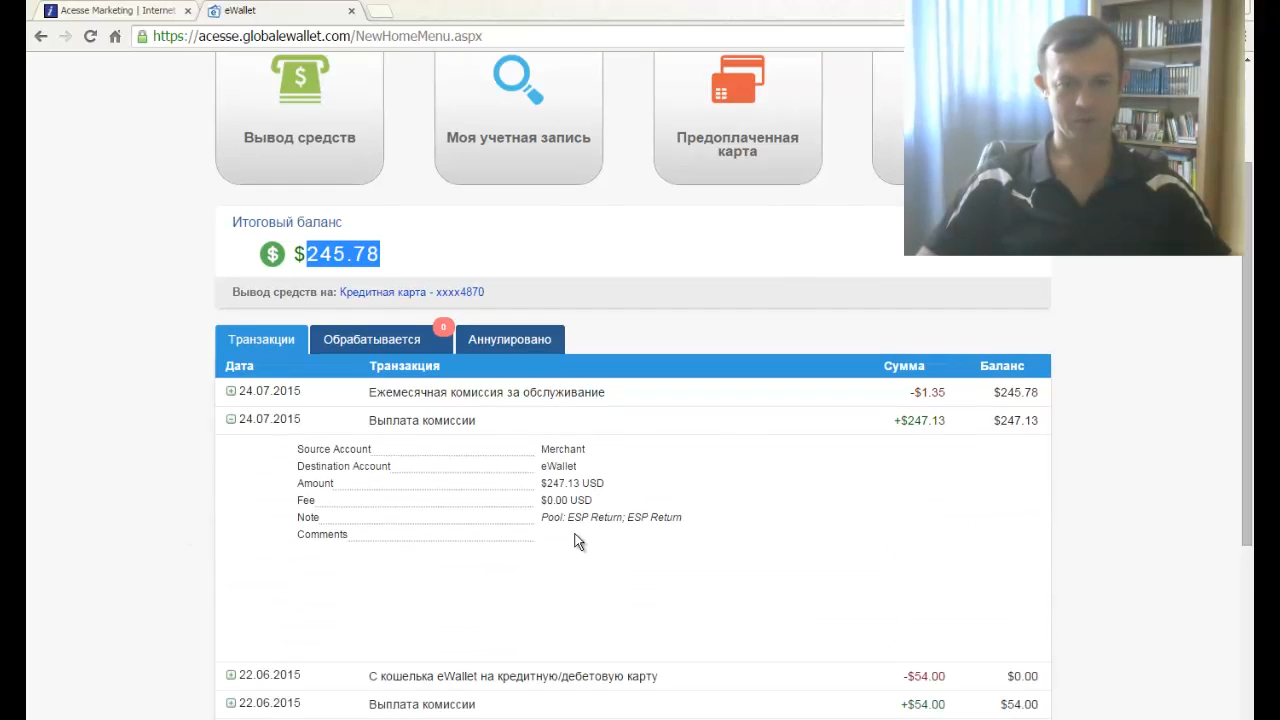 Acesse Marketing | Internet
eWallet
https://acesse.globalewallet.com/NewHomeMenu.aspx
Вывод средств
Моя учетная запись
Предоплаченная
карта
Итоговый баланс
$245.78
Вывод средств на: Кредитная карта - xxxx4870
Транзакции
Обрабатывается
0
Аннулировано
Дата Транзакция Сумма Баланс
24.07.2015 Ежемесячная комиссия за обслуживание -$1.35 $245.78
24.07.2015 Выплата комиссии +$247.13 $247.13
Source Account Merchant
Destination Account eWallet
Amount $247.13 USD
Fee $0.00 USD
Note Pool: ESP Return; ESP Return
Comments
22.06.2015 С кошелька eWallet на кредитную/дебетовую карту -$54.00 $0.00
22.06.2015 Выплата комиссии +$54.00 $54.00